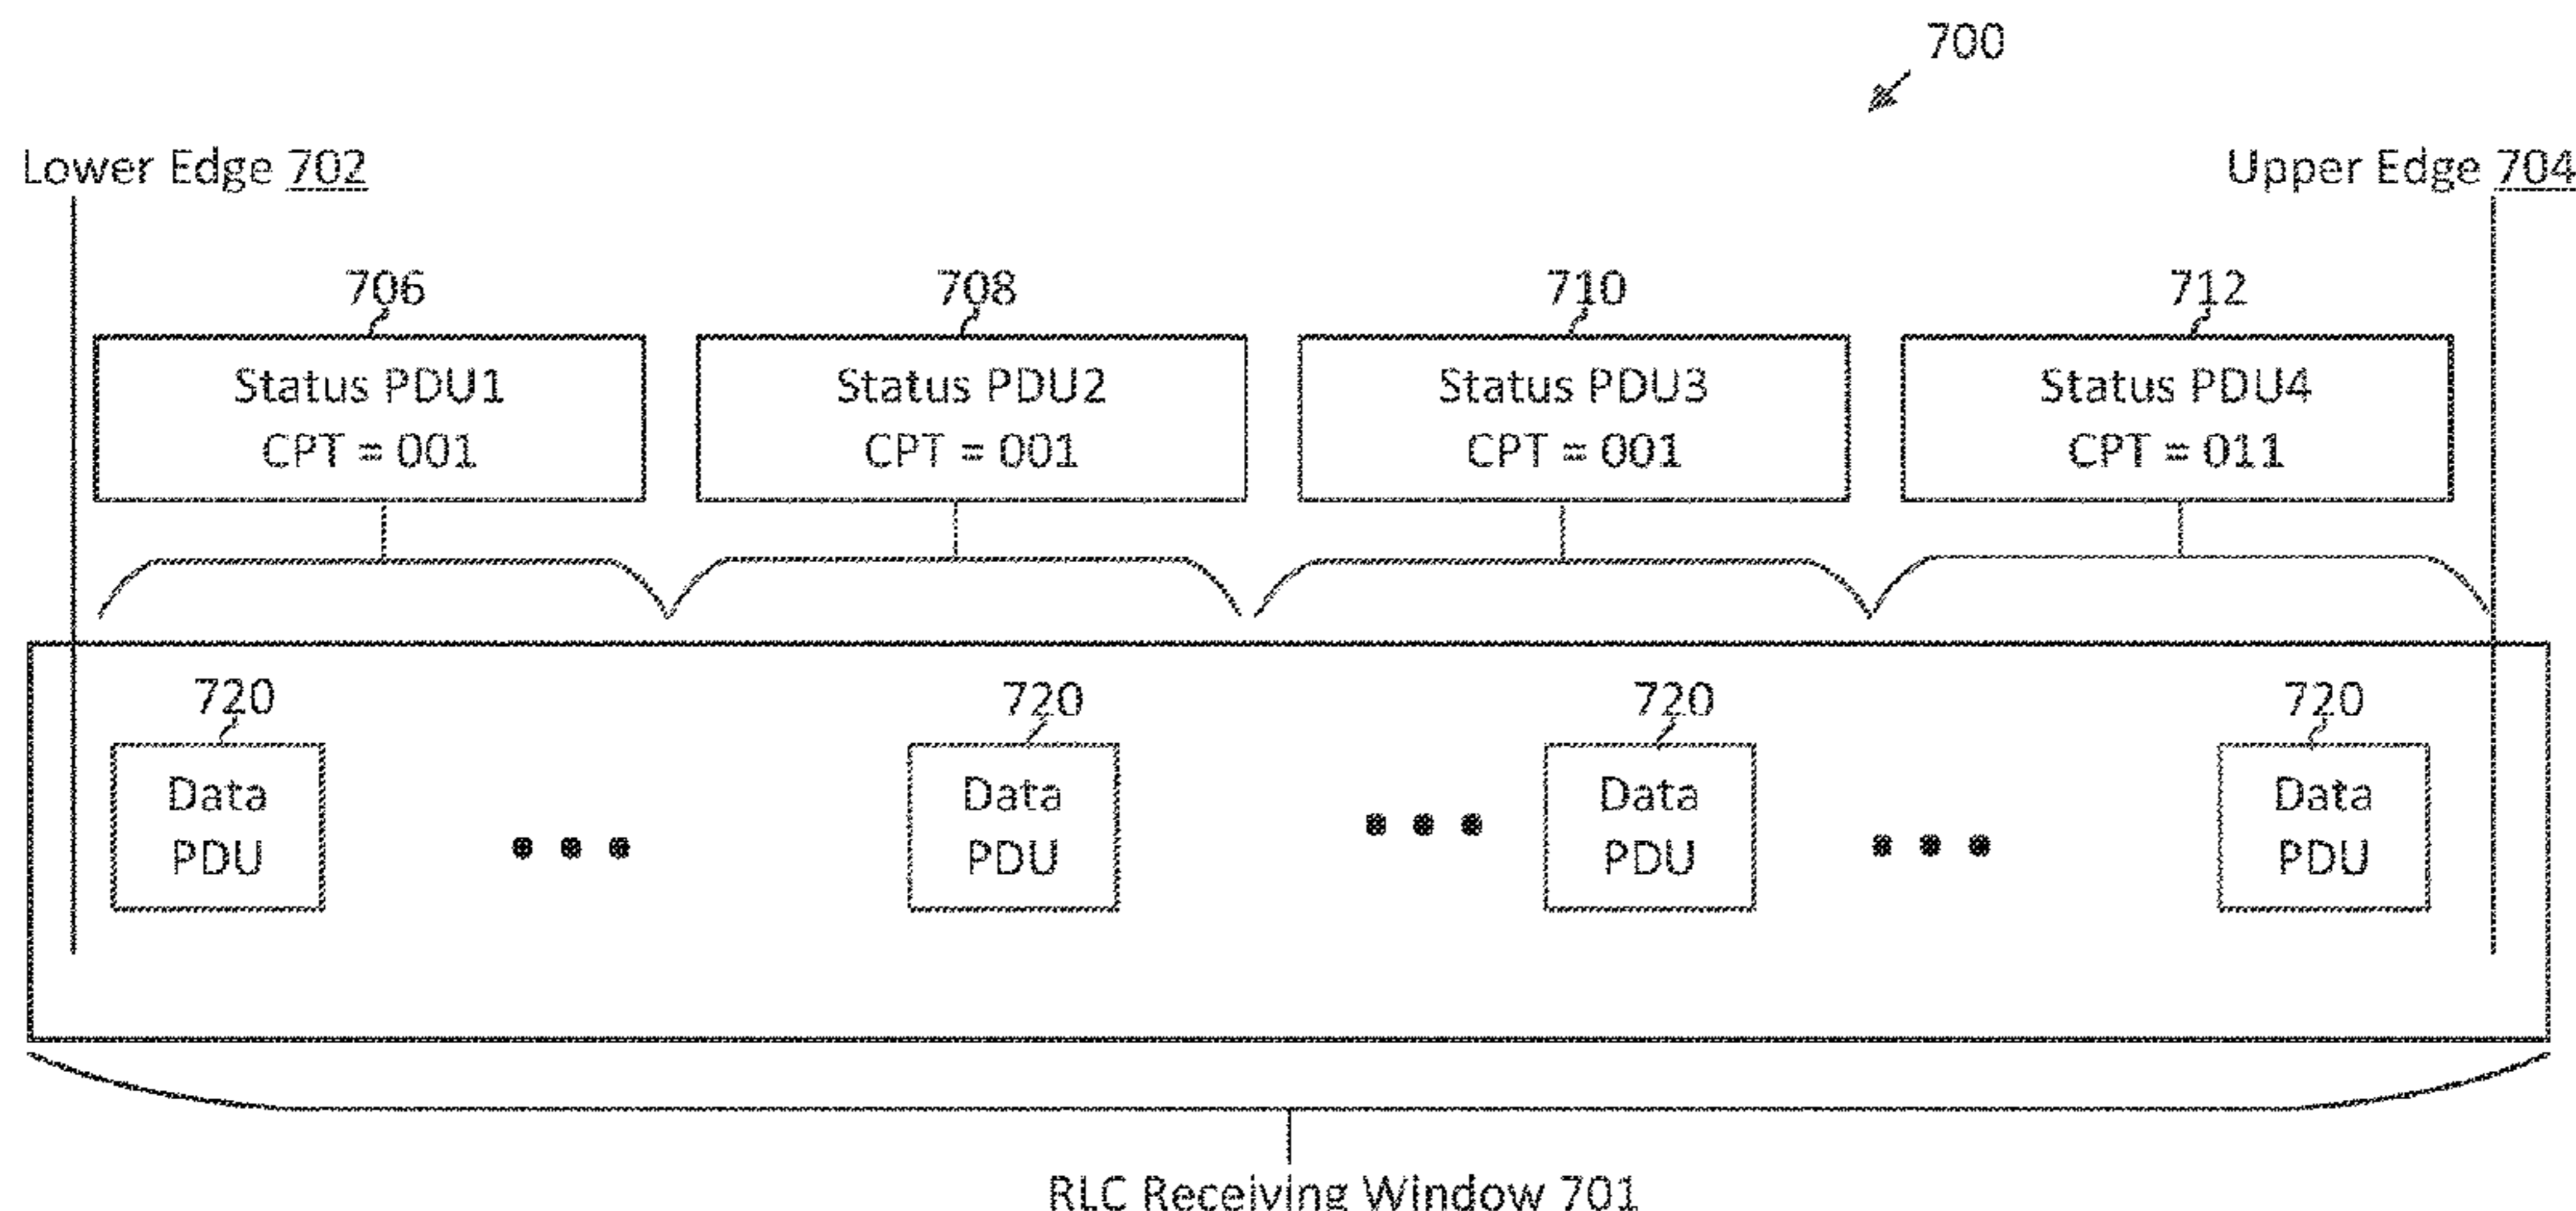 700
Lower Edge 702
Upper Edge 704
706
708
710
712
Status PDU1
CPT = 001
Status PDU2
CPT = 001
Status PDU3
CPT = 001
Status PDU4
CPT = 011
720
720
720
720
Data
PDU
Data
PDU
Data
PDU
Data
PDU
RLC Receiving Window 701